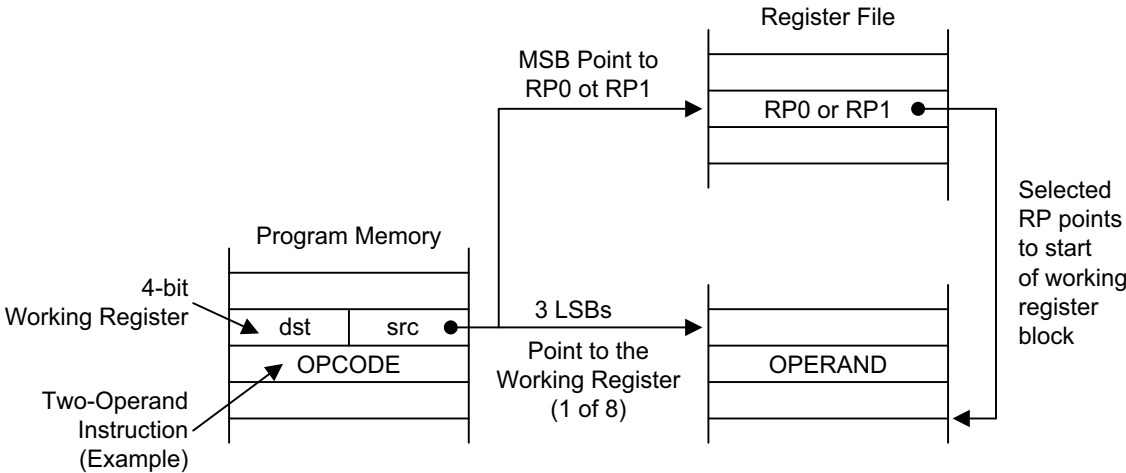 Register File
MSB Point to
RP0 ot RP1
RP0 or RP1
Selected
RP points
to start
of working
register
block
Program Memory
4-bit
Working Register
dst
src
3 LSBs
OPCODE
Point to the
Working Register
(1 of 8)
OPERAND
Two-Operand
Instruction
(Example)